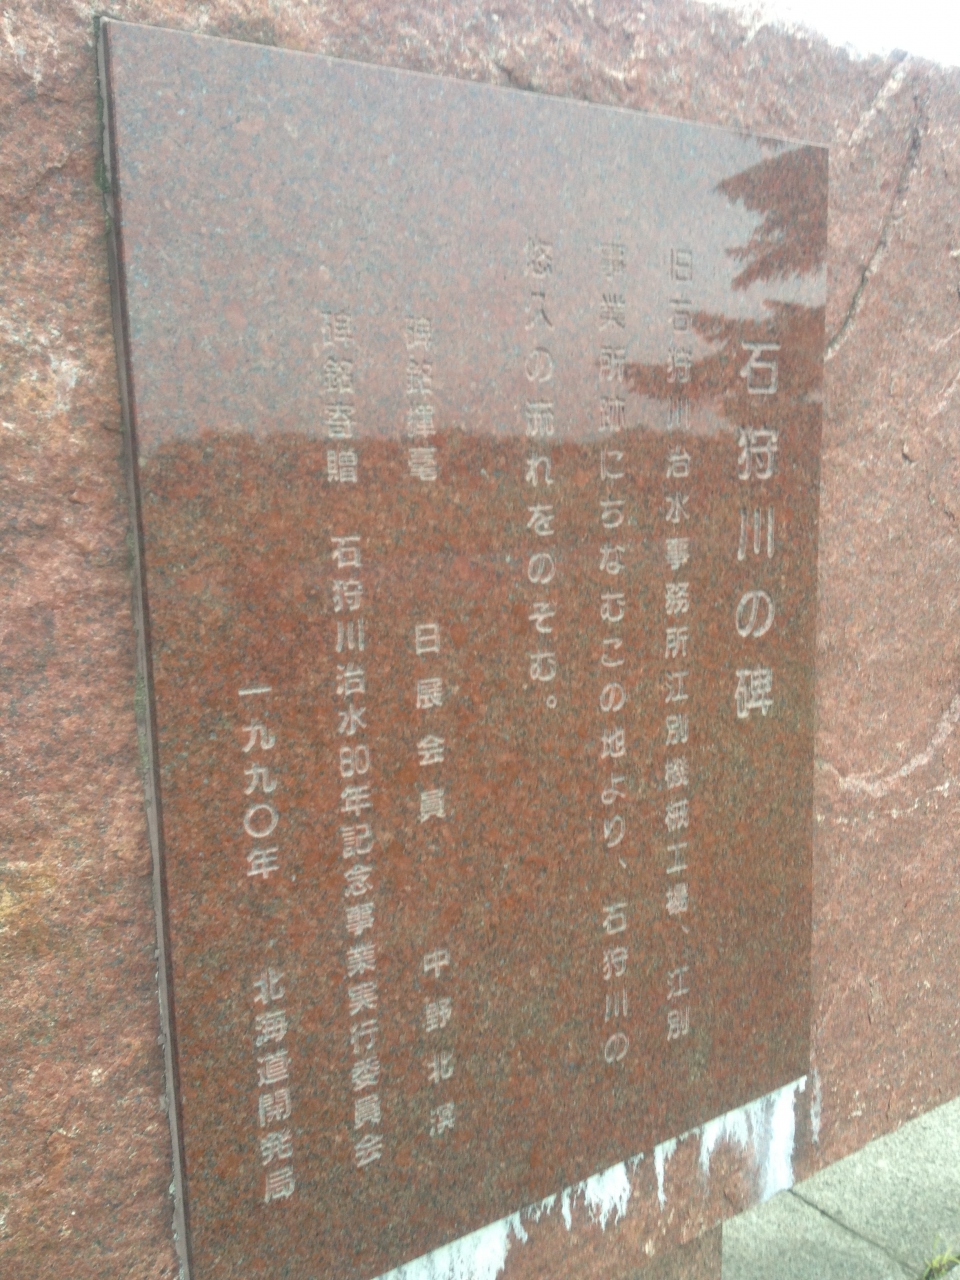 石狩川の碑
旧石狩川治水事務所江別機械工場、江別
事業所跡にちなむこの地より、石狩川の
悠久の流れをのぞむ。
碑銘揮毫 日展会員 中野北溟
碑銘寄贈 石狩川治水80年記念事業実行委員会
一九九〇年 北海道開発局